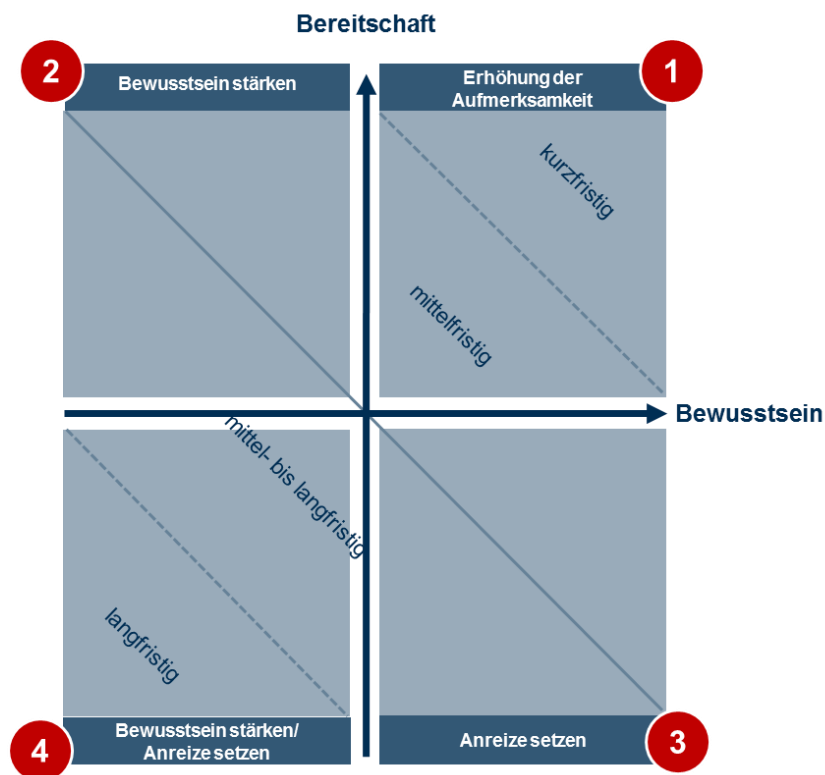 Bereitschaft
2
Bewusstsein stärken
Erhöhung der
Aufmerksamkeit
1
kurzfristig
mittelfristig
Bewusstsein
mittel- bis langfristig
langfristig
4
Bewusstsein stärken/
Anreize setzen
Anreize setzen
3